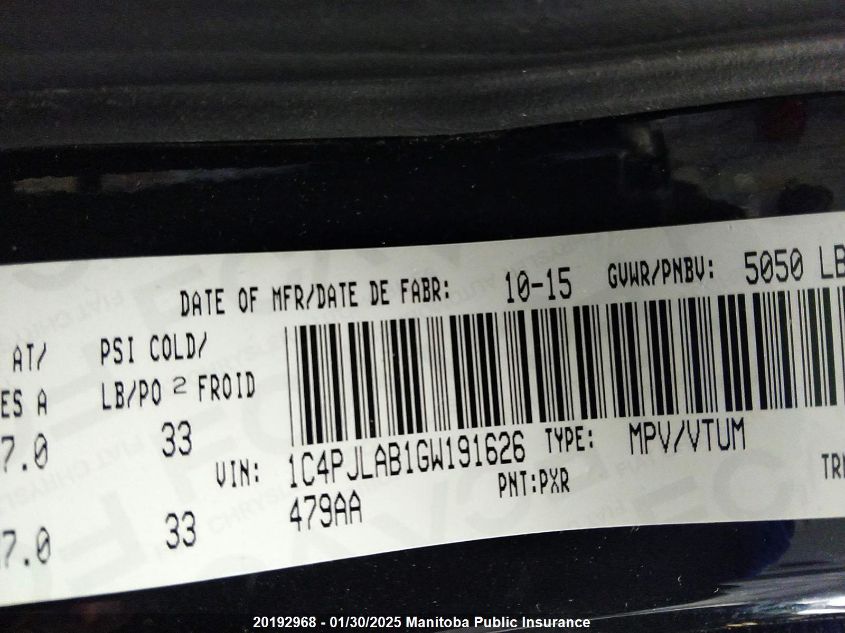 DATE OF MFR/DATE DE FABR: 10-15 GVWR/PNBV: 5050 LB
AT/ PSI COLD/
ES A LB/PO 2 FROID
7.0 33
VIN: 1C4PJLAB1GW191626 TYPE: MPV/VTUM
479AA PNT:PXR TR
7.0 33
20192968 - 01/30/2025 Manitoba Public Insurance